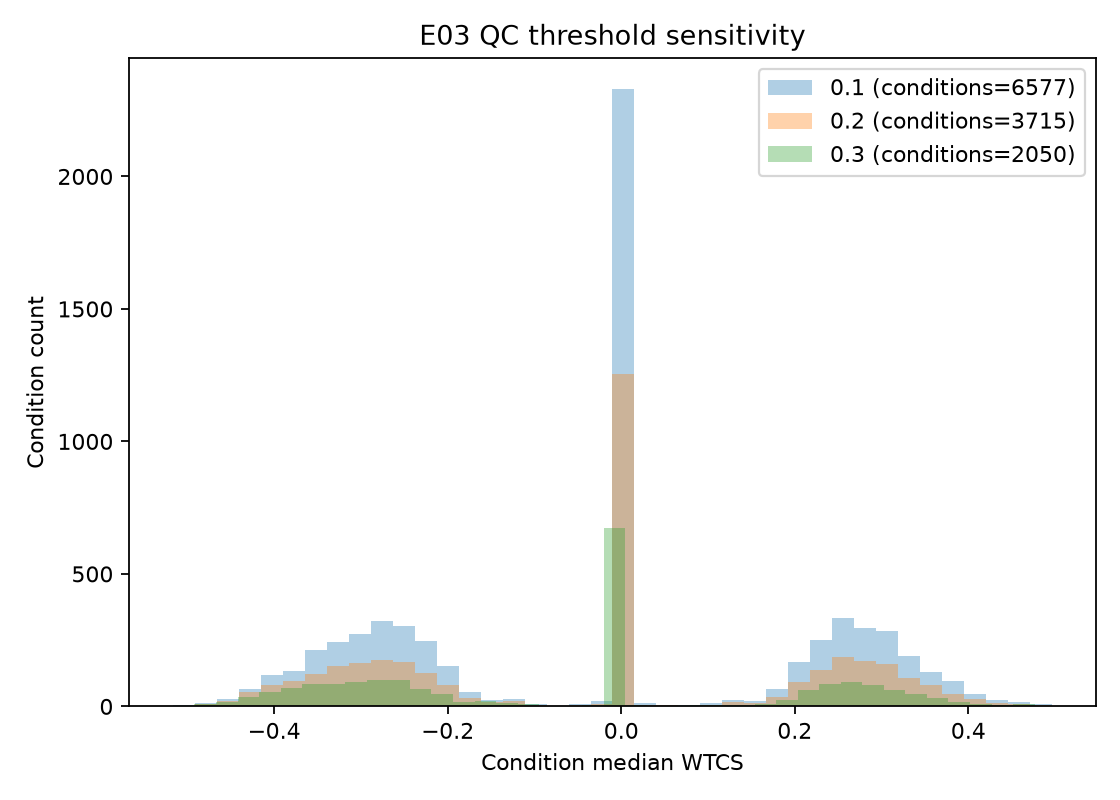 E03 QC threshold sensitivity
0.1 (conditions=6577)
0.2 (conditions=3715)
0.3 (conditions=2050)
Condition count
2000
1500
1000
500
0
−0.4
−0.2
0.0
0.2
0.4
Condition median WTCS